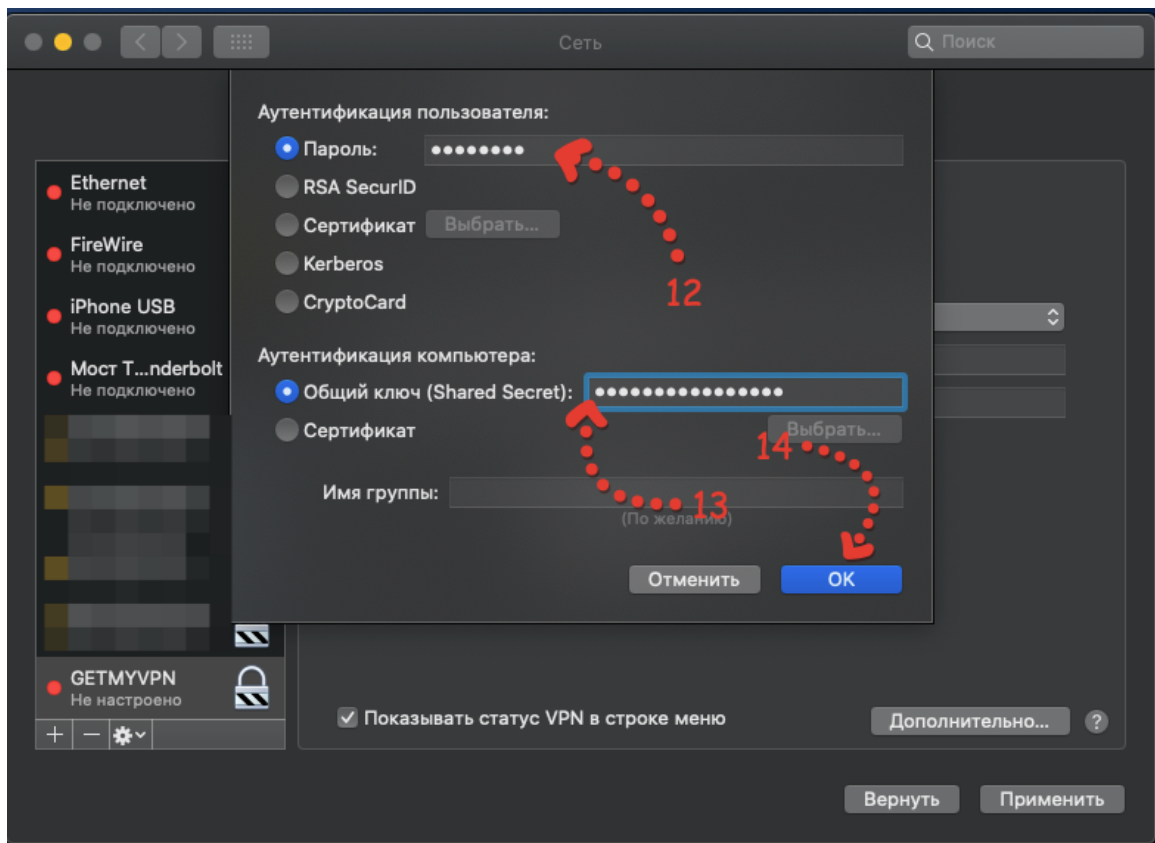 Сеть
Поиск
Аутентификация пользователя:
Пароль: ••••••••
RSA SecurID
Сертификат Выбрать...
Kerberos
CryptoCard
12
Аутентификация компьютера:
Общий ключ (Shared Secret): ••••••••••••••••
Сертификат Выбрать...
14
Имя группы:
13
(По желанию)
Отменить OK
Ethernet
Не подключено
FireWire
Не подключено
iPhone USB
Не подключено
Мост T...nderbolt
Не подключено
GETMYVPN
Не настроено
Показывать статус VPN в строке меню
Дополнительно... ?
Вернуть Применить